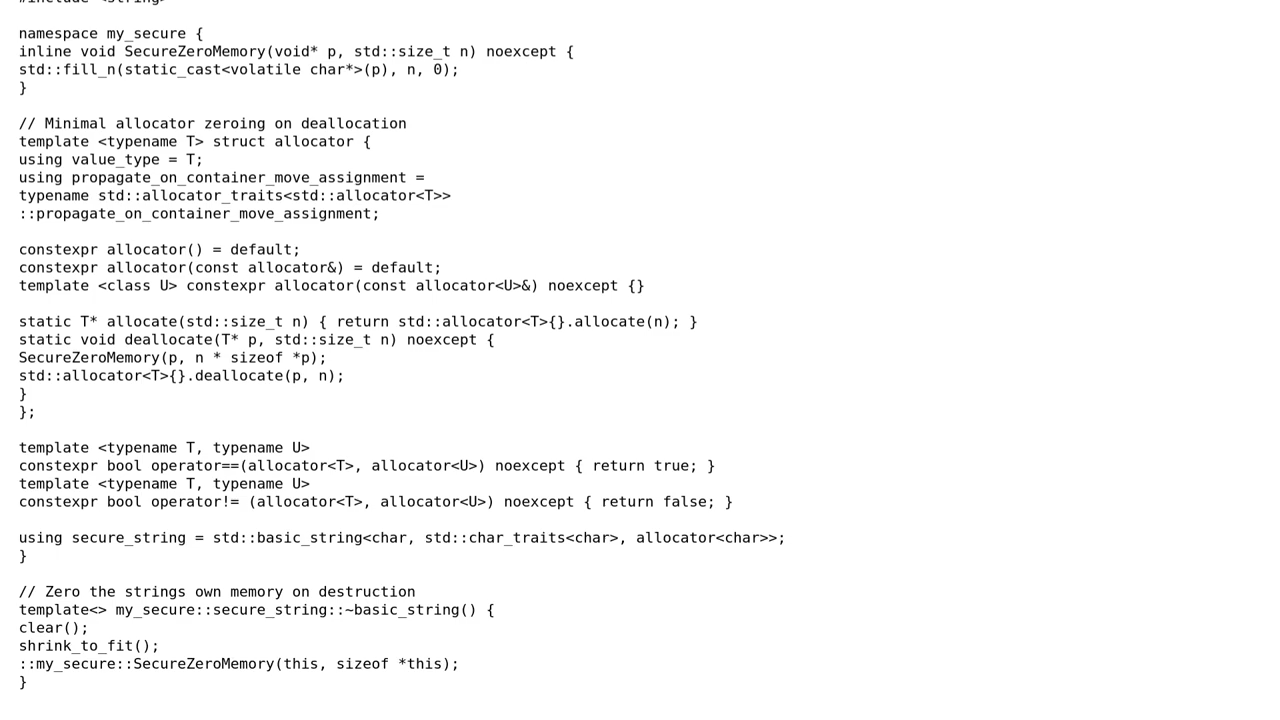 #include <string>
namespace my_secure {
inline void SecureZeroMemory(void* p, std::size_t n) noexcept {
std::fill_n(static_cast<volatile char*>(p), n, 0);
}
// Minimal allocator zeroing on deallocation
template <typename T> struct allocator {
using value_type = T;
using propagate_on_container_move_assignment =
typename std::allocator_traits<std::allocator<T>>
::propagate_on_container_move_assignment;
constexpr allocator() = default;
constexpr allocator(const allocator&) = default;
template <class U> constexpr allocator(const allocator<U>&) noexcept {}
static T* allocate(std::size_t n) { return std::allocator<T>{}.allocate(n); }
static void deallocate(T* p, std::size_t n) noexcept {
SecureZeroMemory(p, n * sizeof *p);
std::allocator<T>{}.deallocate(p, n);
}
};
template <typename T, typename U>
constexpr bool operator==(allocator<T>, allocator<U>) noexcept { return true; }
template <typename T, typename U>
constexpr bool operator!= (allocator<T>, allocator<U>) noexcept { return false; }
using secure_string = std::basic_string<char, std::char_traits<char>, allocator<char>>;
}
// Zero the strings own memory on destruction
template<> my_secure::secure_string::~basic_string() {
clear();
shrink_to_fit();
::my_secure::SecureZeroMemory(this, sizeof *this);
}